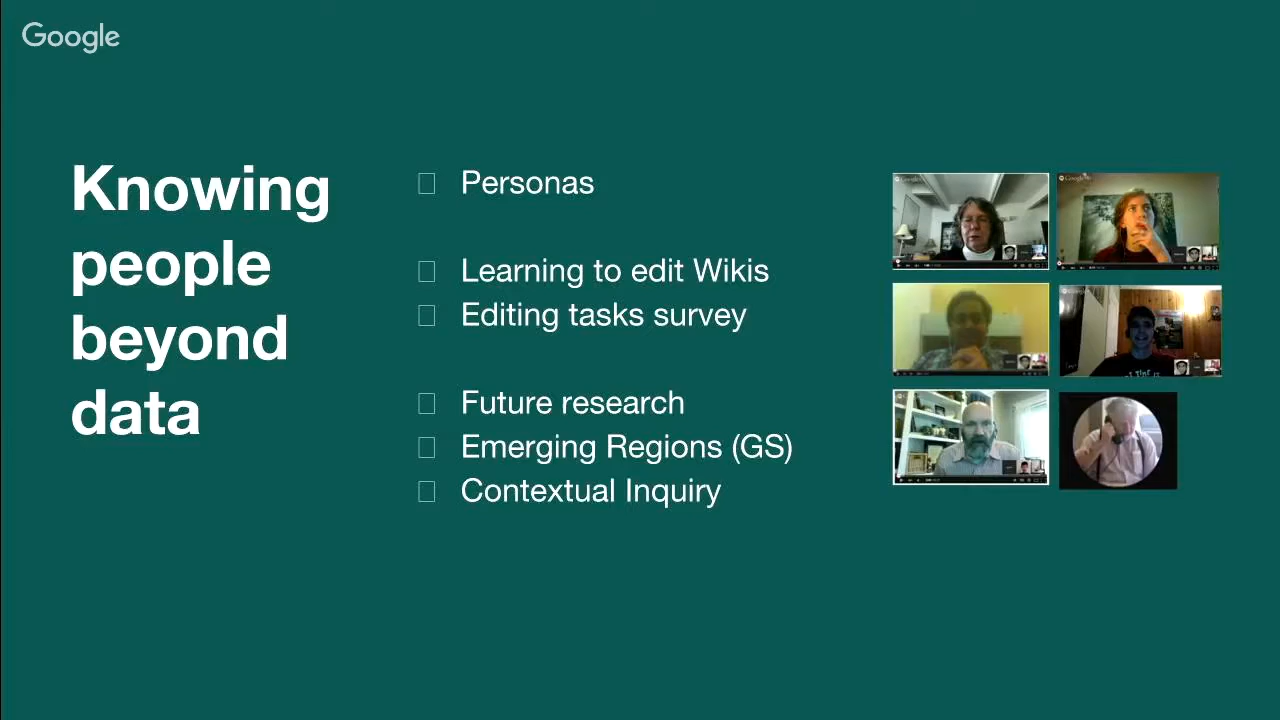 Google
Knowing
people
beyond
data
Personas
Learning to edit Wikis
Editing tasks survey
Future research
Emerging Regions (GS)
Contextual Inquiry